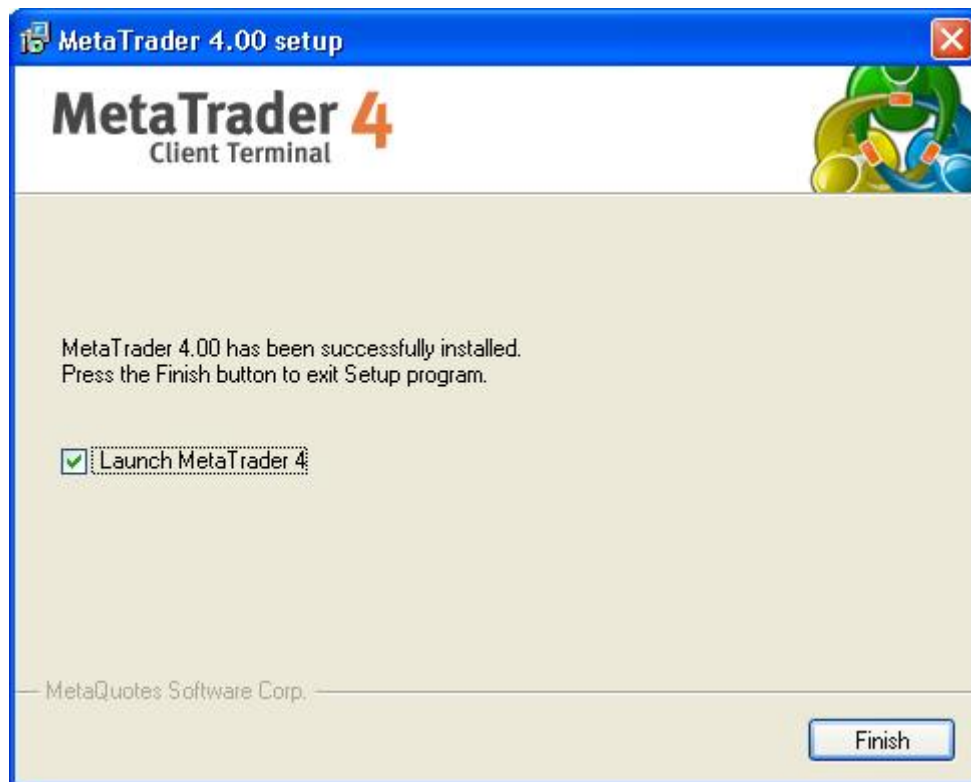 MetaTrader 4.00 setup
MetaTrader 4
Client Terminal
MetaTrader 4.00 has been successfully installed.
Press the Finish button to exit Setup program.
Launch MetaTrader 4
MetaQuotes Software Corp.
Finish